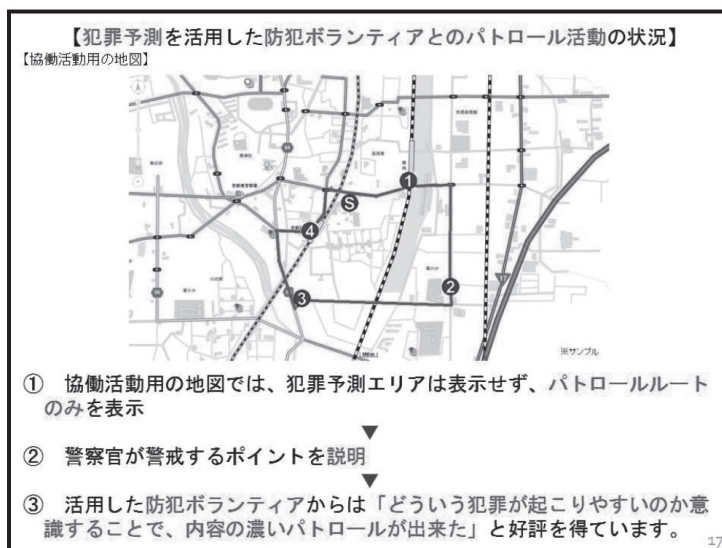 【犯罪予測を活用した防犯ボランティアとのパトロール活動の状況】
【協働活動用の地図】
1
S
4
2
3
※サンプル
① 協働活動用の地図では、犯罪予測エリアは表示せず、パトロールルート
のみを表示
▼
② 警察官が警戒するポイントを説明
▼
③ 活用した防犯ボランティアからは「どういう犯罪が起こりやすいのか意
識することで、内容の濃いパトロールが出来た」と好評を得ています。
17